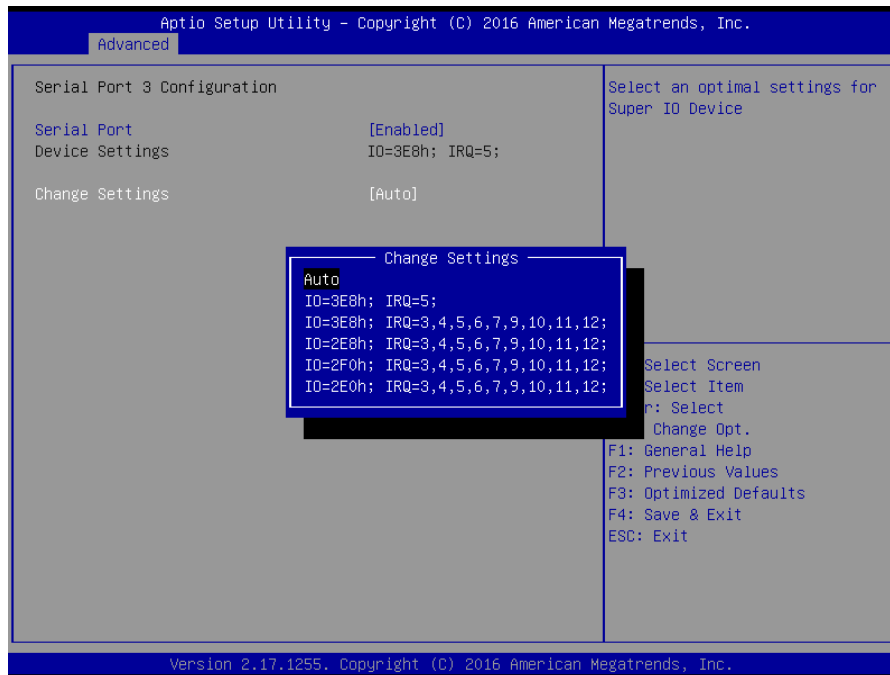 Aptio Setup Utility – Copyright (C) 2016 American Megatrends, Inc.
Advanced
Serial Port 3 Configuration
Serial Port [Enabled]
Device Settings IO=3E8h; IRQ=5;
Change Settings [Auto]
Select an optimal settings for
Super IO Device
Change Settings
Auto
IO=3E8h; IRQ=5;
IO=3E8h; IRQ=3,4,5,6,7,9,10,11,12;
IO=2E8h; IRQ=3,4,5,6,7,9,10,11,12;
IO=2F0h; IRQ=3,4,5,6,7,9,10,11,12;
IO=2E0h; IRQ=3,4,5,6,7,9,10,11,12;
Select Screen
Select Item
r: Select
Change Opt.
F1: General Help
F2: Previous Values
F3: Optimized Defaults
F4: Save & Exit
ESC: Exit
Version 2.17.1255. Copyright (C) 2016 American Megatrends, Inc.